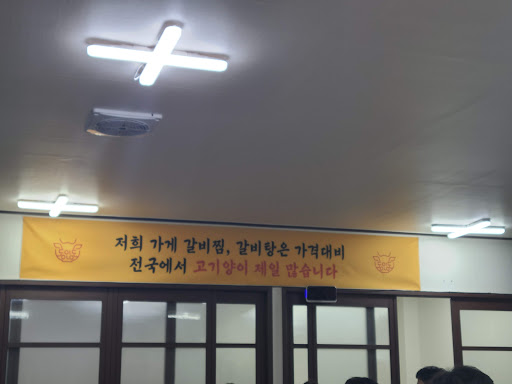 저희 가게 갈비찜, 갈비탕은 가격대비
전국에서 고기양이 제일 많습니다